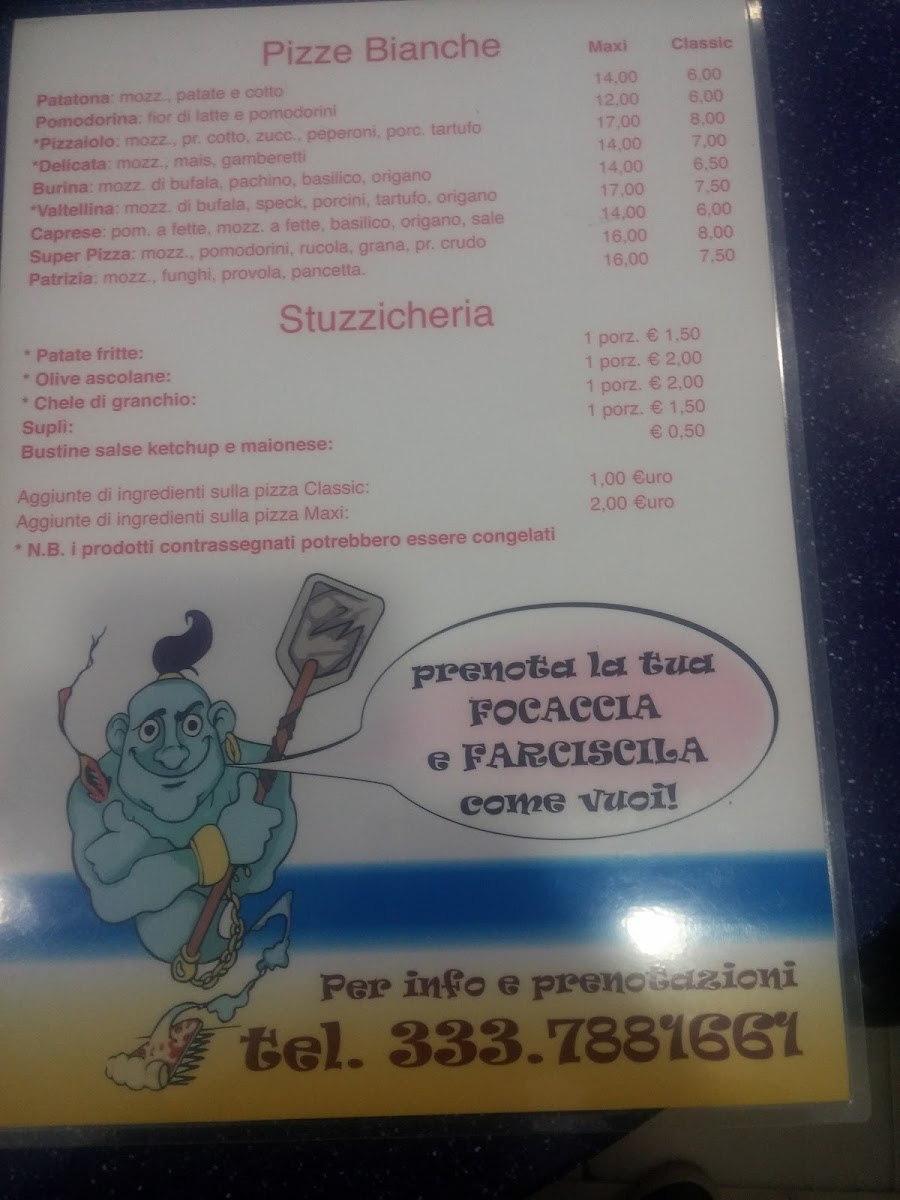 Pizze Bianche Maxi Classic
Patatona: mozz., patate e cotto 14,00 6,00
Pomodorina: fior di latte e pomodorini 12,00 6,00
*Pizzaiolo: mozz., pr. cotto, zucc., peperoni, porc. tartufo 17,00 8,00
*Delicata: mozz., mais, gamberetti 14,00 7,00
Burina: mozz. di bufala, pachino, basilico, origano 14,00 6,50
*Valtellina: mozz. di bufala, speck, porcini, tartufo, origano 17,00 7,50
Caprese: pom. a fette, mozz. a fette, basilico, origano, sale 14,00 6,00
Super Pizza: mozz., pomodorini, rucola, grana, pr. crudo 16,00 8,00
Patrizia: mozz., funghi, provola, pancetta. 16,00 7,50
Stuzzicheria
* Patate fritte: 1 porz. € 1,50
* Olive ascolane: 1 porz. € 2,00
* Chele di granchio: 1 porz. € 2,00
Suplì: 1 porz. € 1,50
Bustine salse ketchup e maionese: € 0,50
Aggiunte di ingredienti sulla pizza Classic: 1,00 €uro
Aggiunte di ingredienti sulla pizza Maxi: 2,00 €uro
* N.B. i prodotti contrassegnati potrebbero essere congelati
prenota la tua
FOCACCIA
e FARCISCILA
come vuoi!
Per info e prenotazioni
tel. 333.7881661